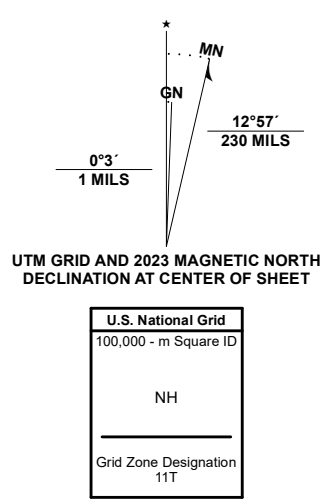 ★
MN
GN
12°57´
230 MILS
0°3´
1 MILS
UTM GRID AND 2023 MAGNETIC NORTH
DECLINATION AT CENTER OF SHEET
U.S. National Grid
100,000 - m Square ID
NH
Grid Zone Designation
11T